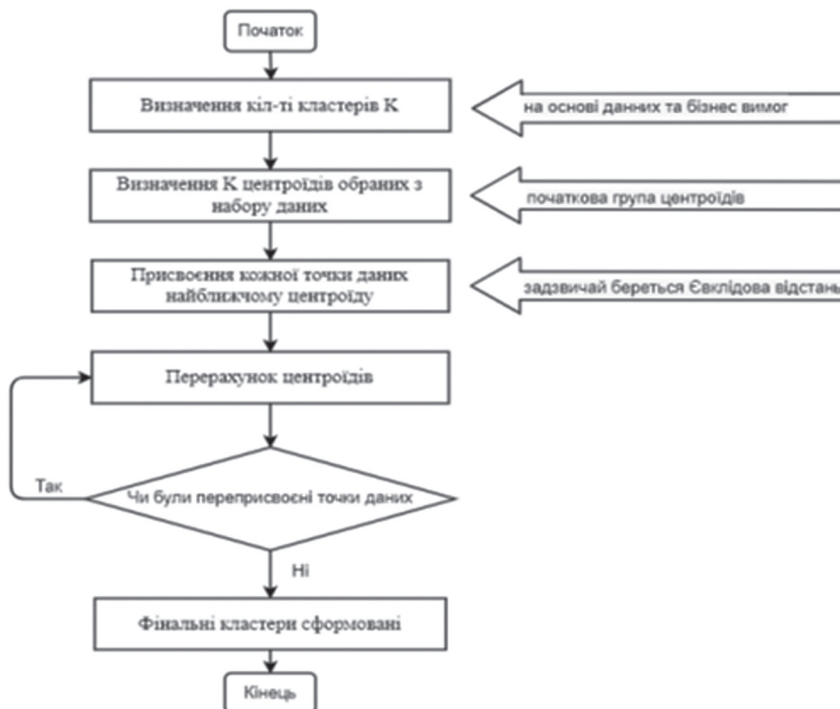 Початок
Визначення кіл-ті кластерів К
на основі данних та бізнес вимог
Визначення К центроїдів обраних з
набору даних
початкова група центроїдів
Присвоєння кожної точки даних
найближчому центроїду
задзвичай береться Євклідова відстань
Перерахунок центроїдів
Так
Чи були переприсвоєні точки даних
Ні
Фінальні кластери сформовані
Кінець